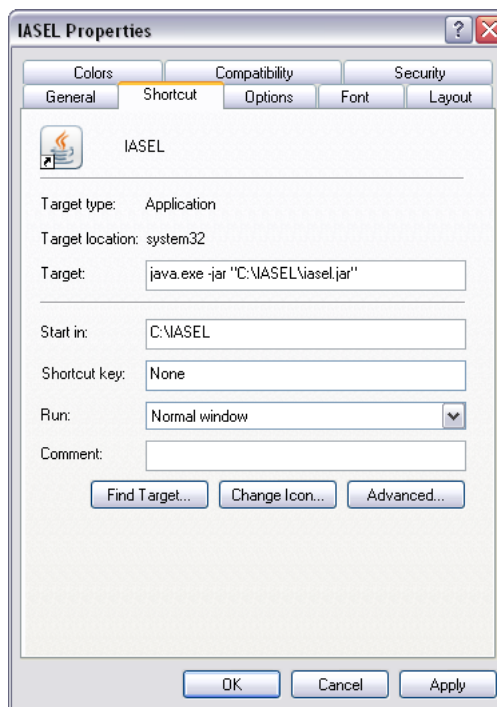 IASEL Properties
Colors Compatibility Security
General Shortcut Options Font Layout
IASEL
Target type: Application
Target location: system32
Target: java.exe -jar "C:\IASEL\iasel.jar"
Start in: C:\IASEL
Shortcut key: None
Run: Normal window
Comment:
Find Target... Change Icon... Advanced...
OK Cancel Apply